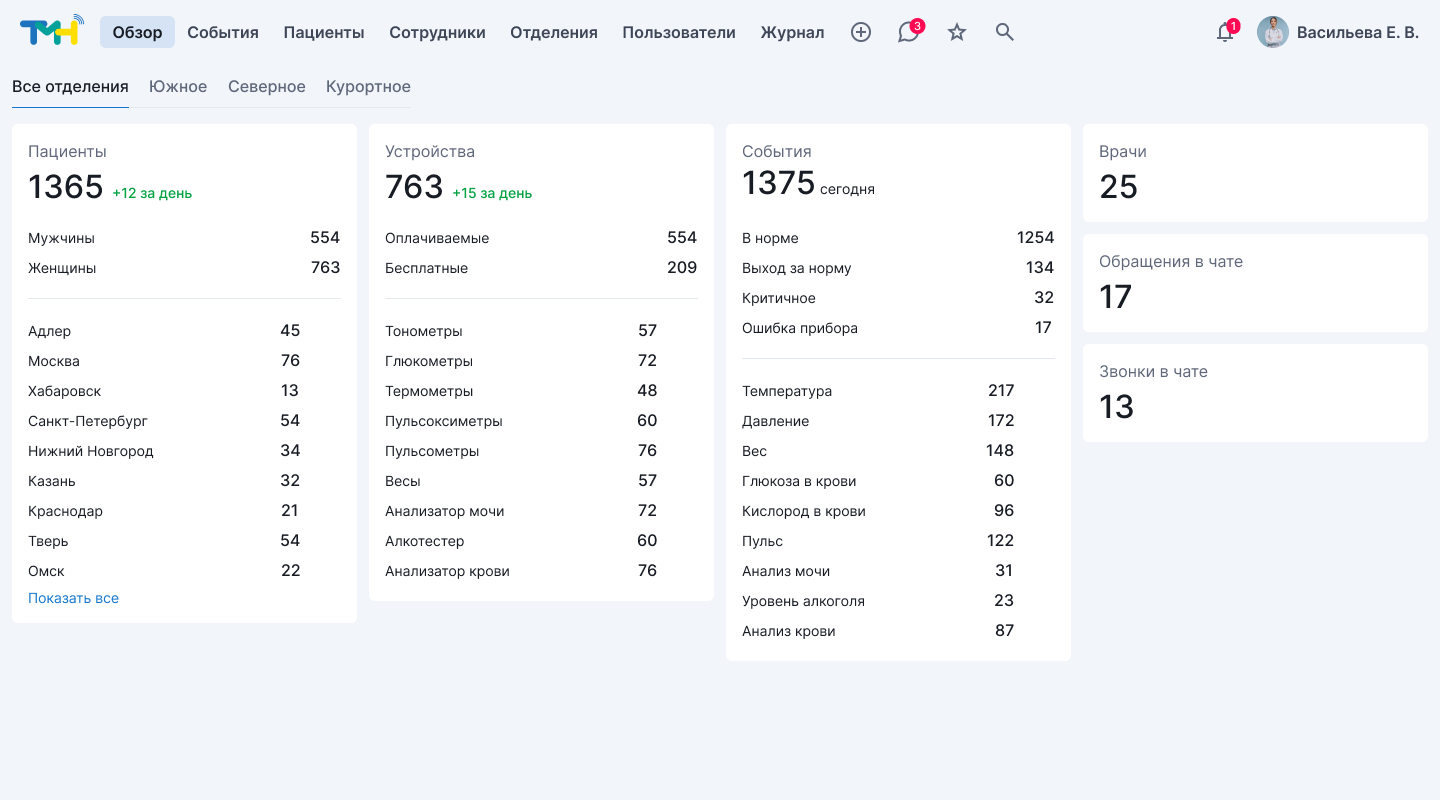 ТМН Обзор События Пациенты Сотрудники Отделения Пользователи Журнал 3 1 Васильева Е. В.
Все отделения Южное Северное Курортное
Пациенты
1365 +12 за день
Мужчины 554
Женщины 763
Адлер 45
Москва 76
Хабаровск 13
Санкт-Петербург 54
Нижний Новгород 34
Казань 32
Краснодар 21
Тверь 54
Омск 22
Показать все
Устройства
763 +15 за день
Оплачиваемые 554
Бесплатные 209
Тонометры 57
Глюкометры 72
Термометры 48
Пульсоксиметры 60
Пульсометры 76
Весы 57
Анализатор мочи 72
Алкотестер 60
Анализатор крови 76
События
1375 сегодня
В норме 1254
Выход за норму 134
Критичное 32
Ошибка прибора 17
Температура 217
Давление 172
Вес 148
Глюкоза в крови 60
Кислород в крови 96
Пульс 122
Анализ мочи 31
Уровень алкоголя 23
Анализ крови 87
Врачи
25
Обращения в чате
17
Звонки в чате
13